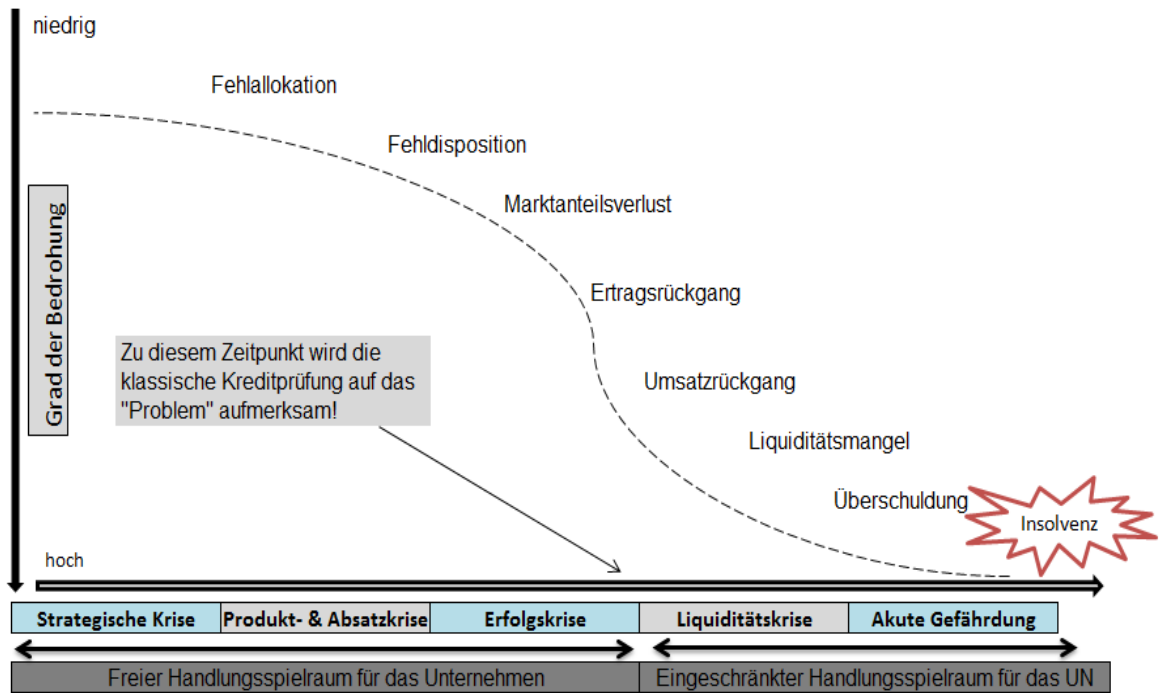 niedrig
Fehlallokation
Fehldisposition
Marktanteilsverlust
Grad der Bedrohung
Ertragsrückgang
Zu diesem Zeitpunkt wird die
klassische Kreditprüfung auf das
"Problem" aufmerksam!
Umsatzrückgang
Liquiditätsmangel
Überschuldung
Insolvenz
hoch
Strategische Krise
Produkt- & Absatzkrise
Erfolgskrise
Liquiditätskrise
Akute Gefährdung
Freier Handlungsspielraum für das Unternehmen
Eingeschränkter Handlungsspielraum für das UN